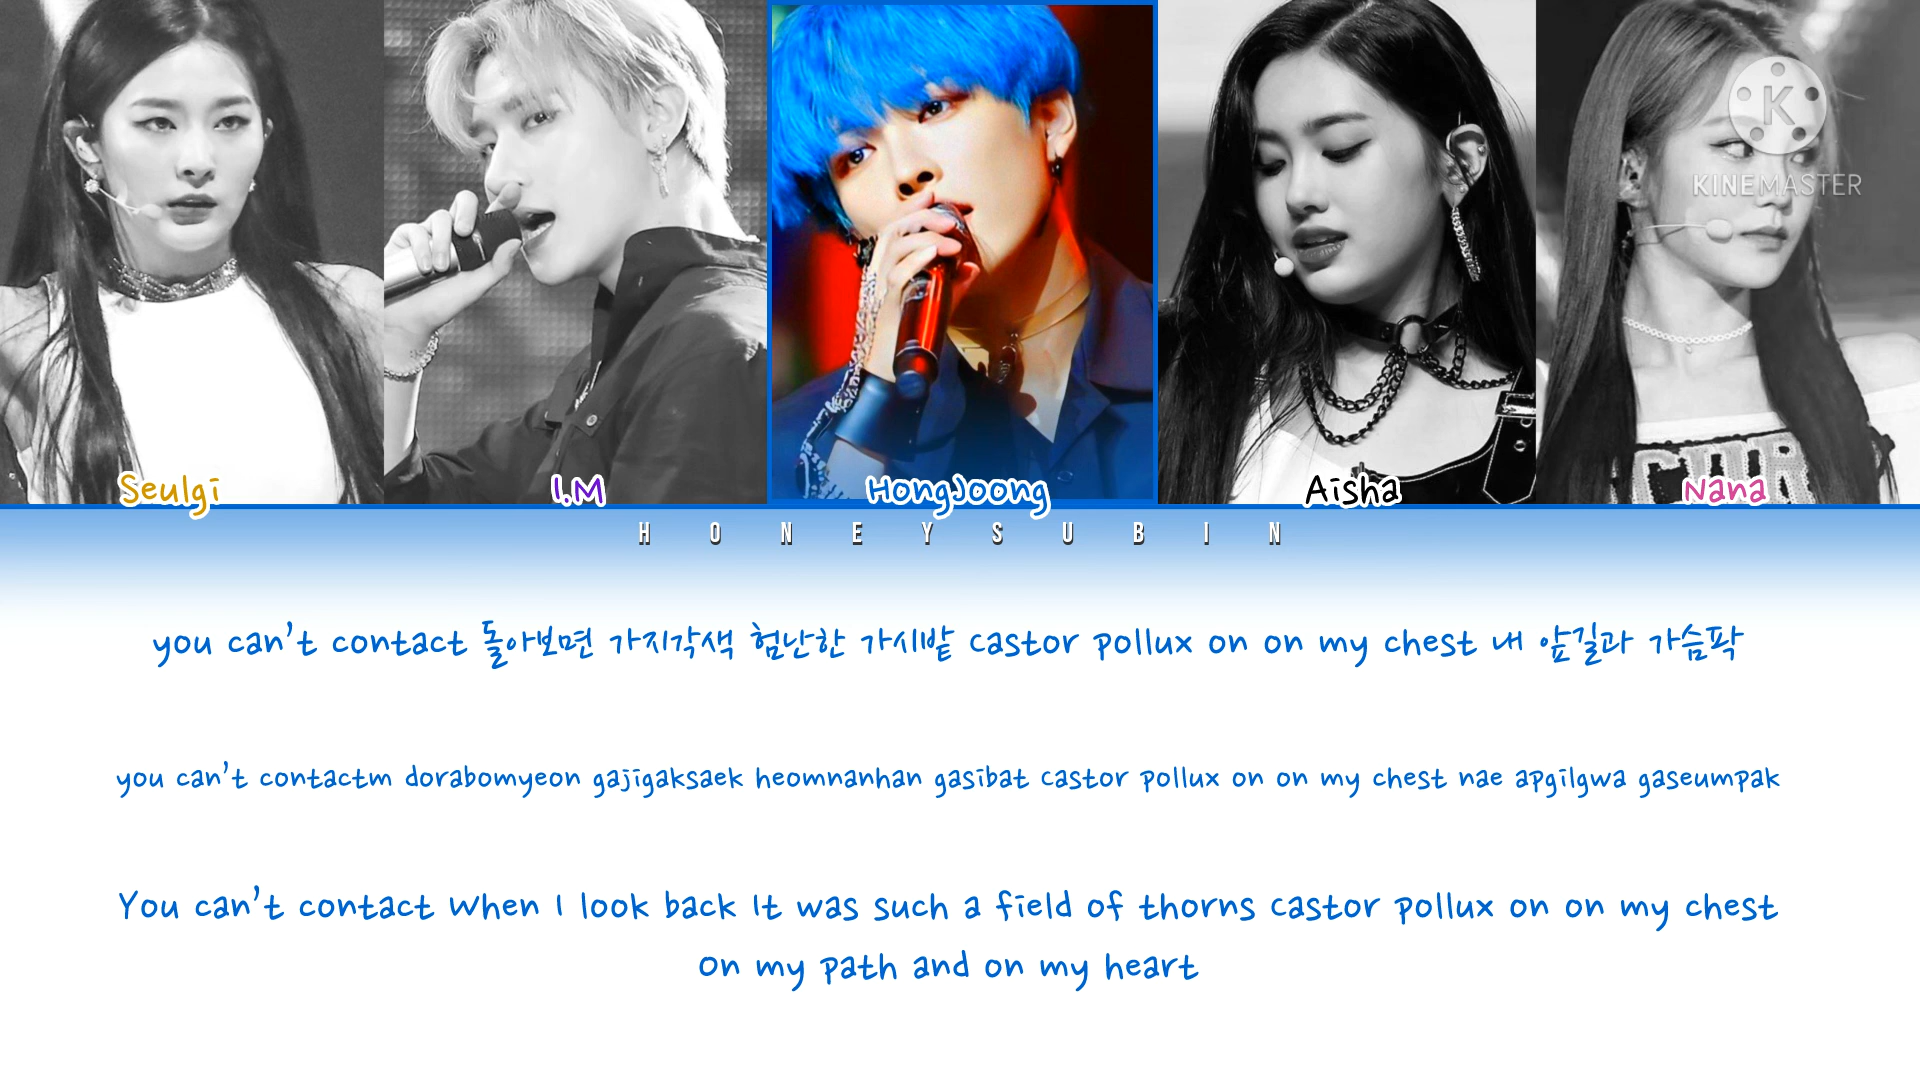 K
KINEMASTER
Seulgi
I.M
HongJoong
Aisha
Nana
HONEYSUBIN
you can't contact 돌아보면 가지각색 험난한 가시밭 castor pollux on on my chest 내 앞길과 가슴팍
you can't contactm dorabomyeon gajigaksaek heomnanhan gasibat castor pollux on on my chest nae apgilgwa gaseumpak
You can't contact When I look back It was such a field of thorns castor pollux on on my chest
On my path and on my heart